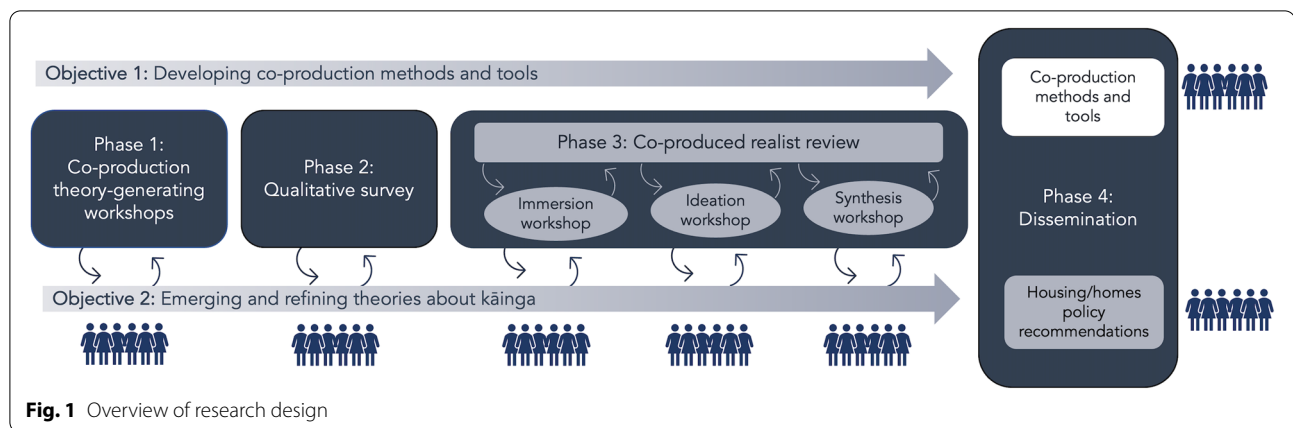 Objective 1: Developing co-production methods and tools
Phase 1:
Co-production
theory-generating
workshops
Phase 2:
Qualitative survey
Phase 3: Co-produced realist review
Immersion
workshop
Ideation
workshop
Synthesis
workshop
Objective 2: Emerging and refining theories about kāinga
Co-production
methods and
tools
Phase 4:
Dissemination
Housing/homes
policy
recommendations
Fig. 1 Overview of research design